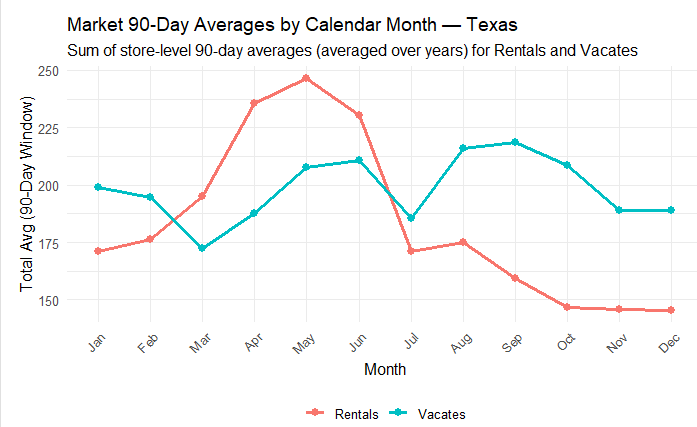 Market 90-Day Averages by Calendar Month — Texas
Sum of store-level 90-day averages (averaged over years) for Rentals and Vacates
Total Avg (90-Day Window)
250
225
200
175
150
Jan Feb Mar Apr May Jun Jul Aug Sep Oct Nov Dec
Month
Rentals Vacates